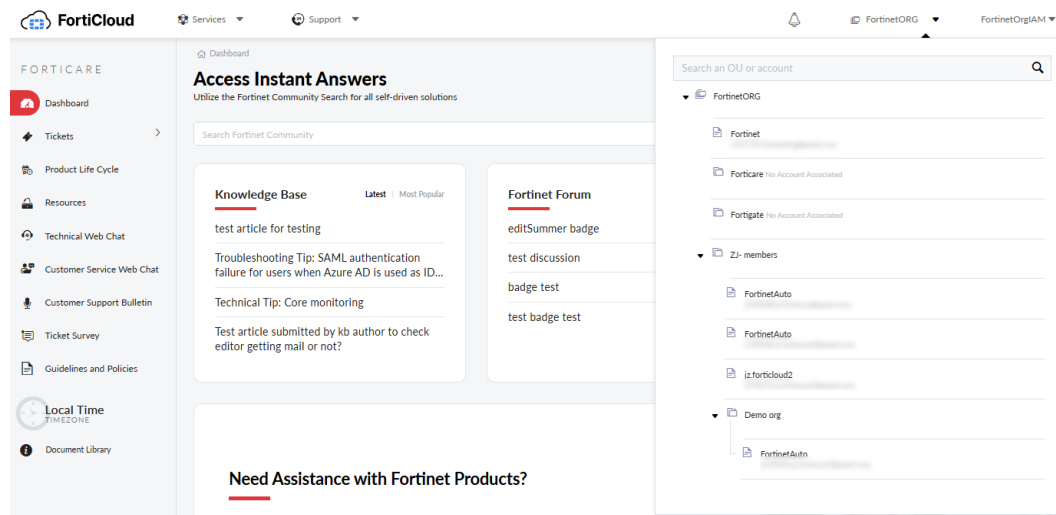 FortiCloud
Services
Support
FortinetORG
FortinetOrgIAM
FORTICARE
Dashboard
Tickets
Product Life Cycle
Resources
Technical Web Chat
Customer Service Web Chat
Customer Support Bulletin
Ticket Survey
Guidelines and Policies
Local Time
TIMEZONE
Document Library
Dashboard
Access Instant Answers
Utilize the Fortinet Community Search for all self-driven solutions
Search Fortinet Community
Knowledge Base
Latest | Most Popular
test article for testing
Troubleshooting Tip: SAML authentication
failure for users when Azure AD is used as ID...
Technical Tip: Core monitoring
Test article submitted by kb author to check
editor getting mail or not?
Fortinet Forum
editSummer badge
test discussion
badge test
test badge test
Need Assistance with Fortinet Products?
Search an OU or account
FortinetORG
Fortinet
Forticare No Account Associated
Fortigate No Account Associated
ZJ- members
FortinetAuto
FortinetAuto
jz.forticloud2
Demo org
FortinetAuto